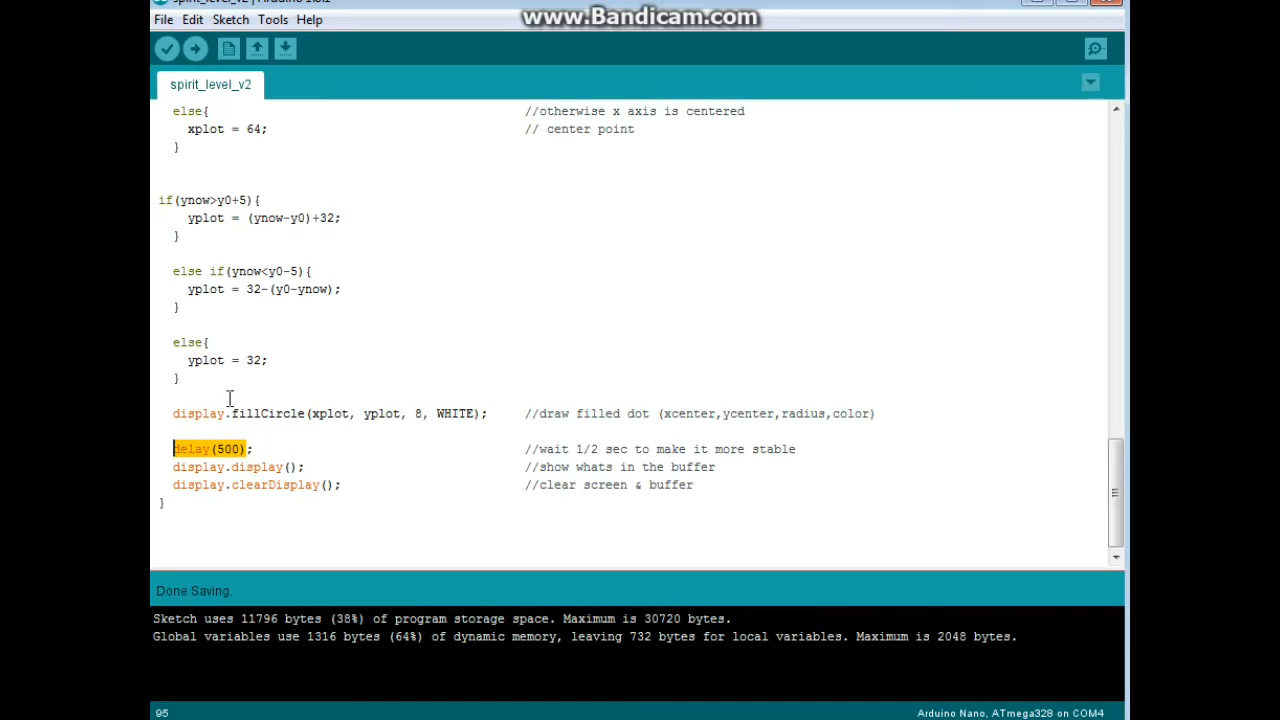 www.Bandicam.com
File Edit Sketch Tools Help
spirit_level_v2
else{ //otherwise x axis is centered
xplot = 64; // center point
}
if(ynow>y0+5){
yplot = (ynow-y0)+32;
}
else if(ynow<y0-5){
yplot = 32-(y0-ynow);
}
else{
yplot = 32;
}
display.fillCircle(xplot, yplot, 8, WHITE); //draw filled dot (xcenter,ycenter,radius,color)
delay(500); //wait 1/2 sec to make it more stable
display.display(); //show whats in the buffer
display.clearDisplay(); //clear screen & buffer
}
Done Saving.
Sketch uses 11796 bytes (38%) of program storage space. Maximum is 30720 bytes.
Global variables use 1316 bytes (64%) of dynamic memory, leaving 732 bytes for local variables. Maximum is 2048 bytes.
95 Arduino Nano, ATmega328 on COM4